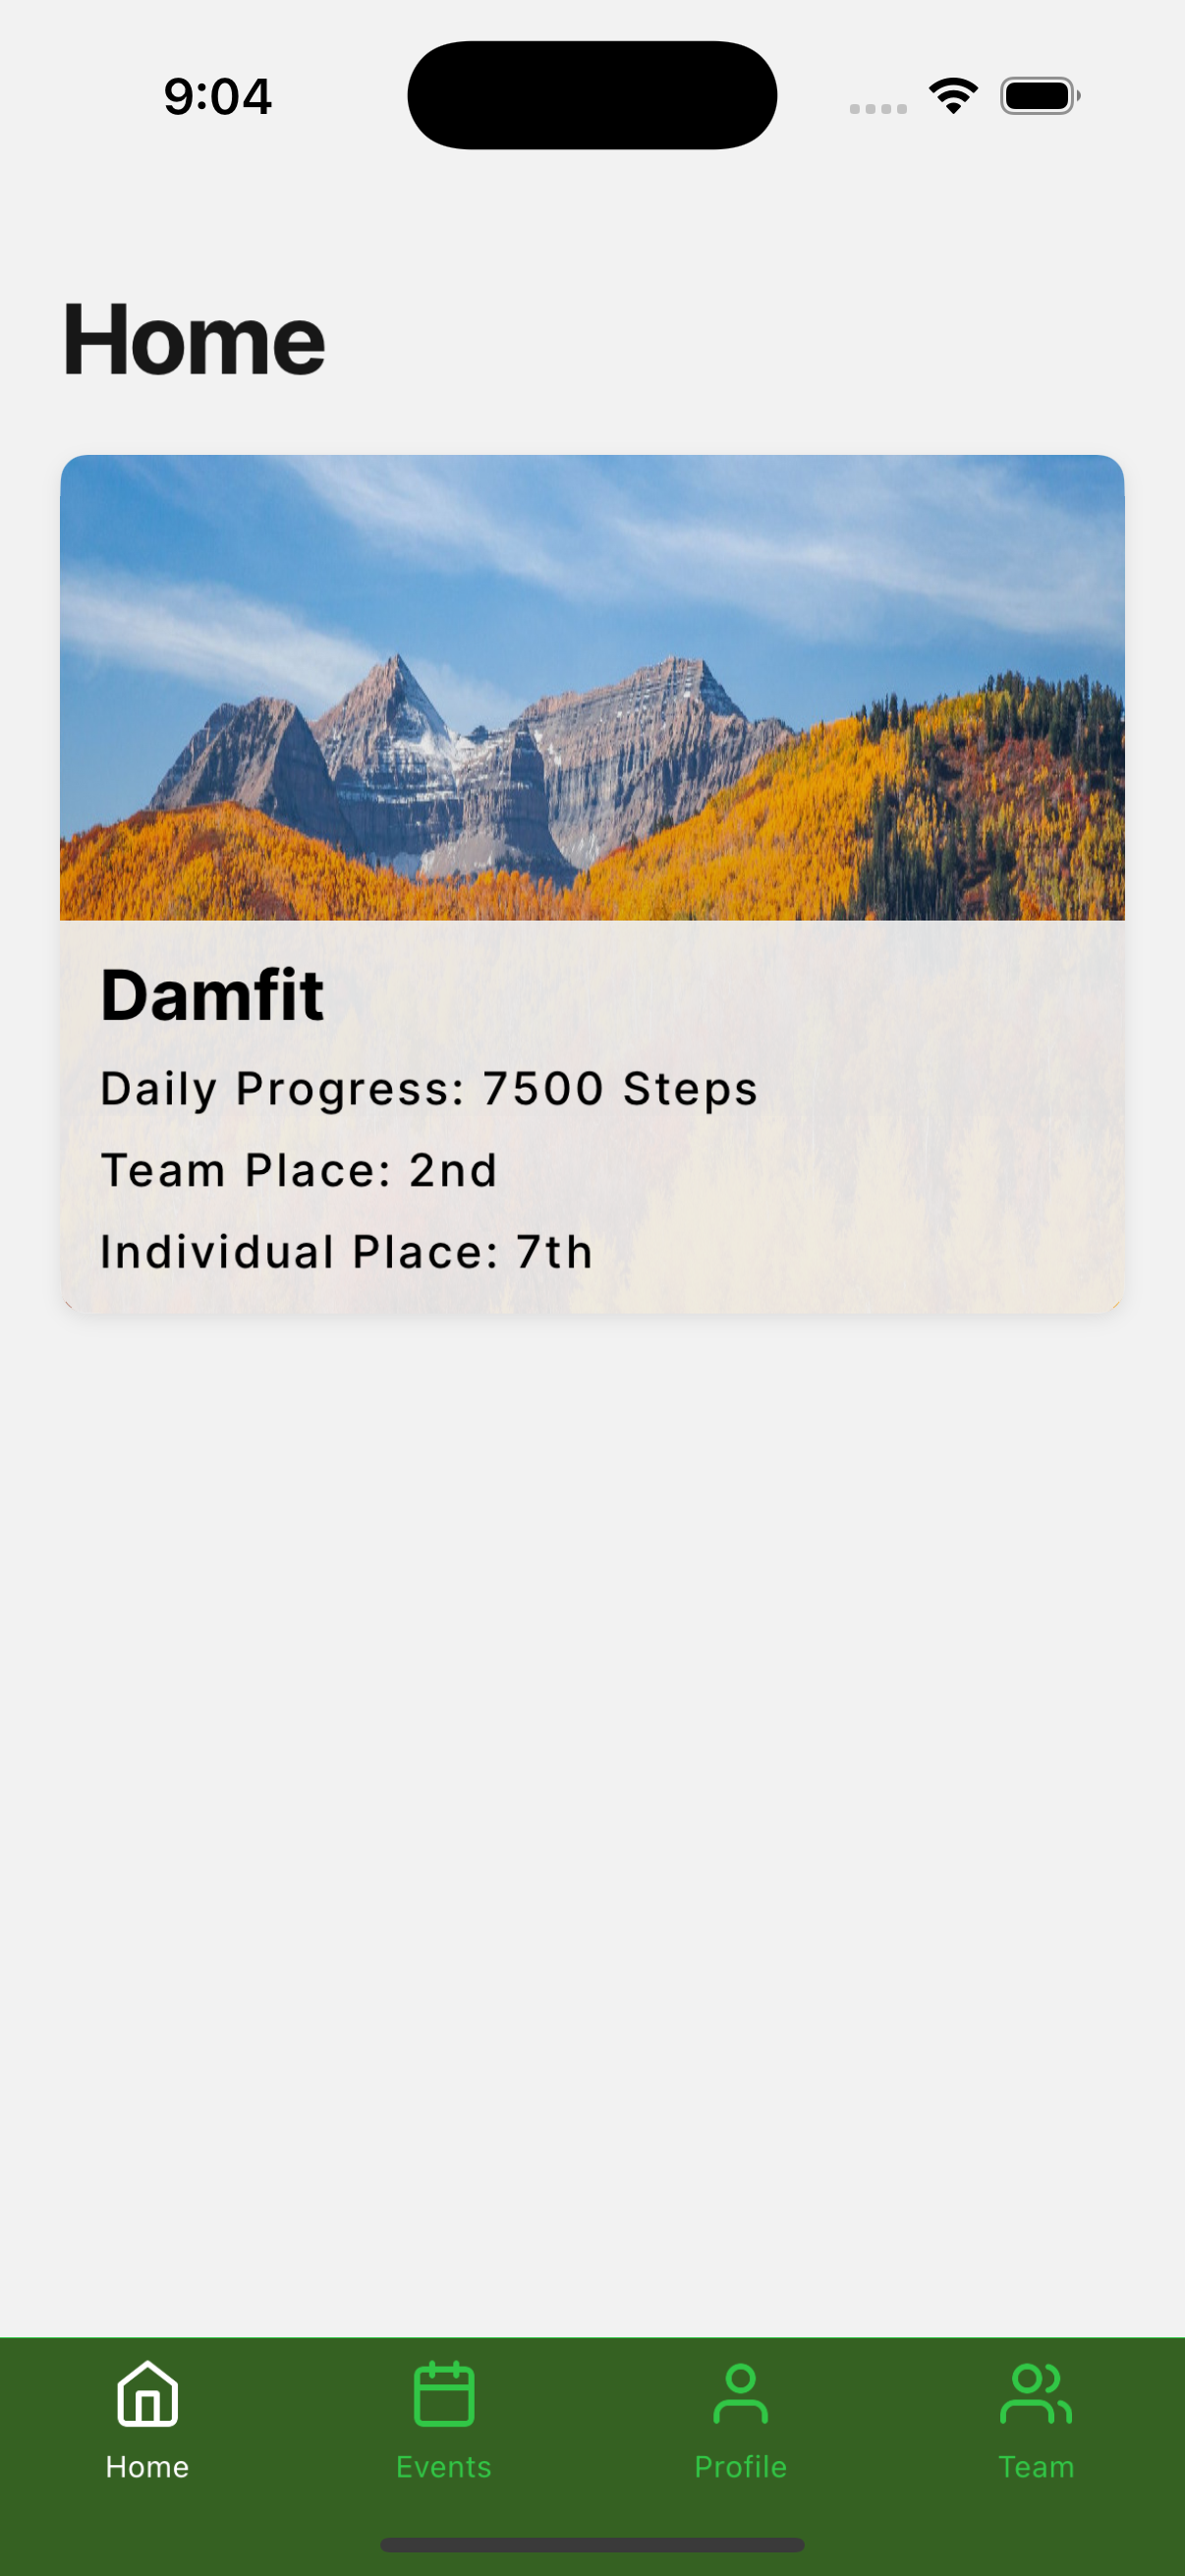 9:04
Home
Damfit
Daily Progress: 7500 Steps
Team Place: 2nd
Individual Place: 7th
Home
Events
Profile
Team